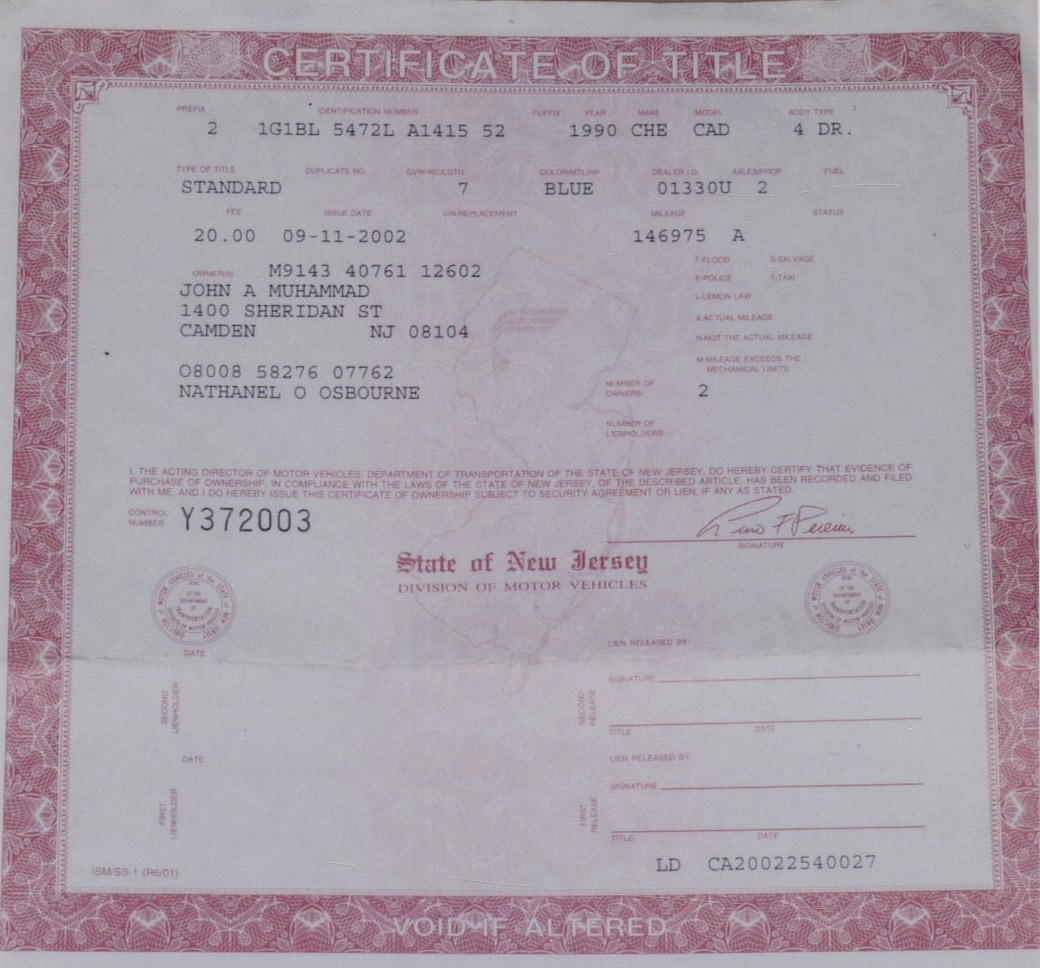 CERTIFICATE OF TITLE
PREFIX IDENTIFICATION NUMBER YEAR MAKE MODEL BODY TYPE
2 1G1BL 5472L A1415 52 1990 CHE CAD 4 DR.
TYPE OF TITLE DUPLICATE NO. GVW/WC/LGTH. COLOR/MTL/HP DEALER I.D. AXLES/PROP FUEL
STANDARD 7 BLUE 01330U 2
FEE ISSUE DATE VIN-REPLACEMENT MILEAGE STATUS
20.00 09-11-2002 146975 A
F-FLOOD S-SALVAGE
OWNER(S) M9143 40761 12602
P-POLICE T-TAXI
JOHN A MUHAMMAD
L-LEMON LAW
1400 SHERIDAN ST
A-ACTUAL MILEAGE
CAMDEN NJ 08104
N-NOT THE ACTUAL MILEAGE
M-MILEAGE EXCEEDS THE
MECHANICAL LIMITS
O8008 58276 07762
NATHANEL O OSBOURNE
NUMBER OF
OWNERS 2
NUMBER OF
LIENHOLDERS
I, THE ACTING DIRECTOR OF MOTOR VEHICLES, DEPARTMENT OF TRANSPORTATION OF THE STATE OF NEW JERSEY, DO HEREBY CERTIFY THAT EVIDENCE OF
PURCHASE OF OWNERSHIP, IN COMPLIANCE WITH THE LAWS OF THE STATE OF NEW JERSEY, OF THE DESCRIBED ARTICLE, HAS BEEN RECORDED AND FILED
WITH ME, AND I DO HEREBY ISSUE THIS CERTIFICATE OF OWNERSHIP SUBJECT TO SECURITY AGREEMENT OR LIEN, IF ANY AS STATED.
CONTROL
NUMBER Y372003
SIGNATURE
State of New Jersey
DIVISION OF MOTOR VEHICLES
LIEN RELEASED BY:
DATE
SECOND
LIENHOLDER
SIGNATURE
SECOND
RELEASE
TITLE DATE
DATE
LIEN RELEASED BY:
FIRST
LIENHOLDER
SIGNATURE
FIRST
RELEASE
TITLE DATE
LD CA20022540027
ISM/SS-1 (R6/01)
VOID IF ALTERED